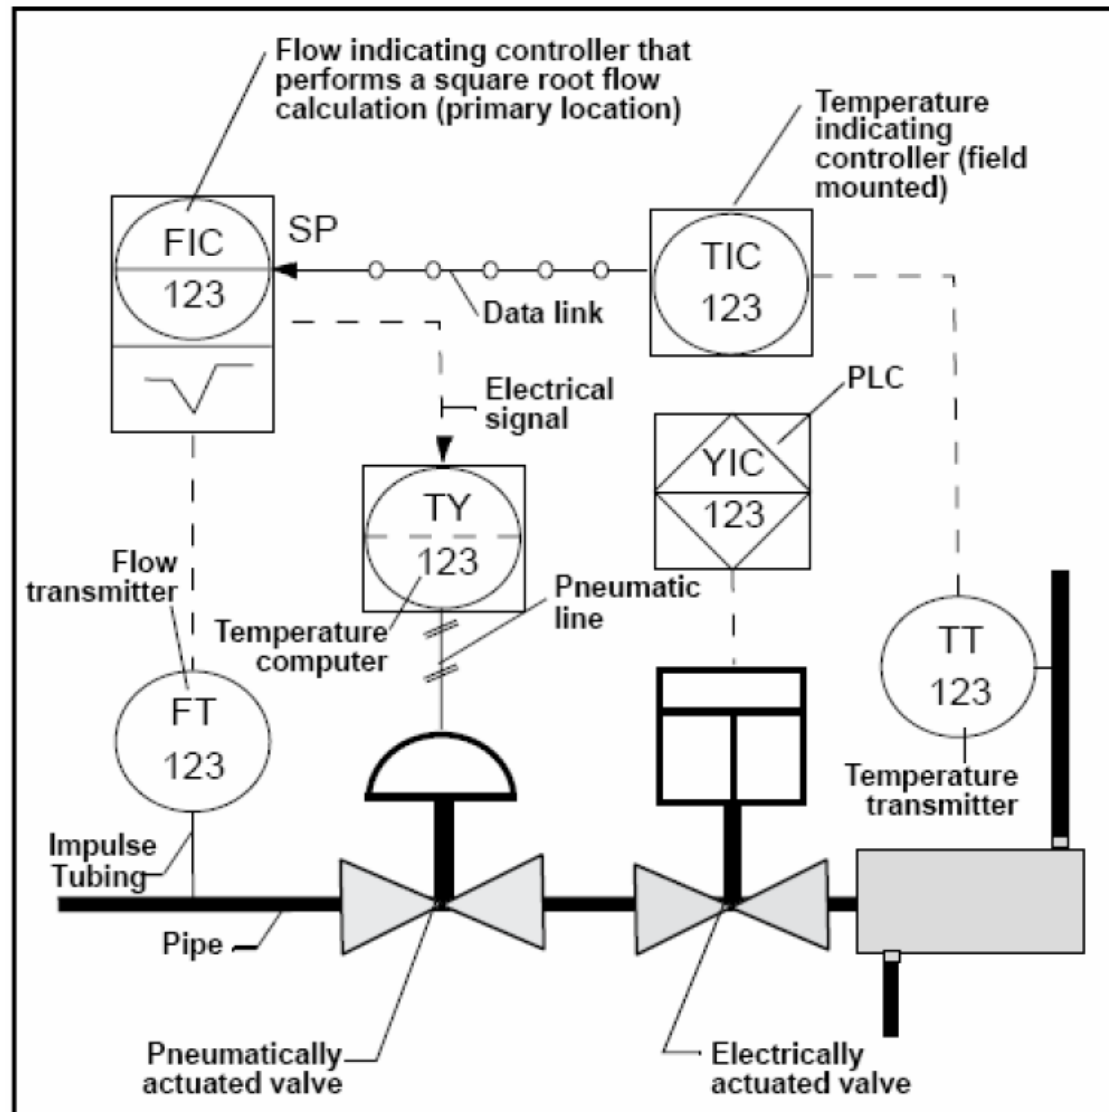 Flow indicating controller that
performs a square root flow
calculation (primary location)
Temperature
indicating
controller (field
mounted)
FIC
123
SP
TIC
123
Data link
PLC
Electrical
signal
YIC
123
TY
123
Flow
transmitter
Pneumatic
line
Temperature
computer
TT
123
FT
123
Temperature
transmitter
Impulse
Tubing
Pipe
Pneumatically
actuated valve
Electrically
actuated valve